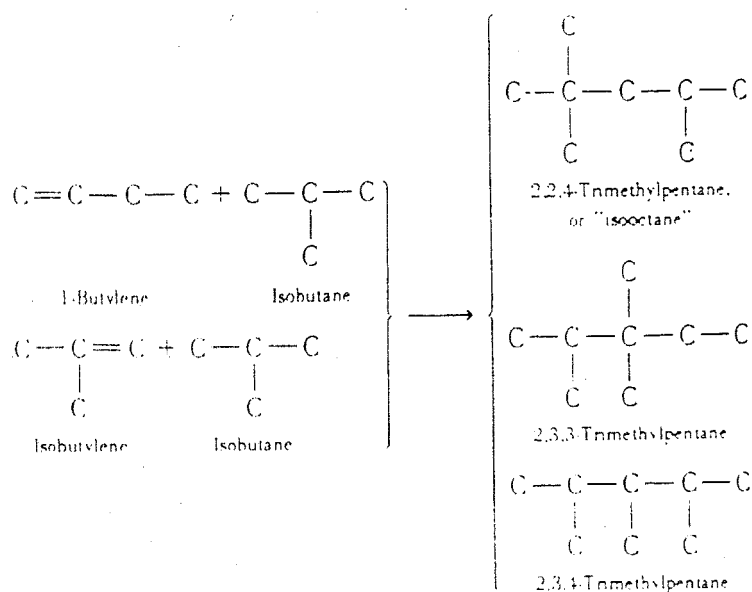 C
|
C - C - C - C - C
| |
C C
2,2,4-Trimethylpentane,
or "isooctane"
C=C—C—C + C—C—C
|
C
1-Butylene Isobutane
C—C=C + C—C—C
| |
C C
Isobutylene Isobutane
C
|
C—C—C—C—C
| |
C C
2,3,3-Trimethylpentane
C—C—C—C—C
| | |
C C C
2,3,4-Trimethylpentane